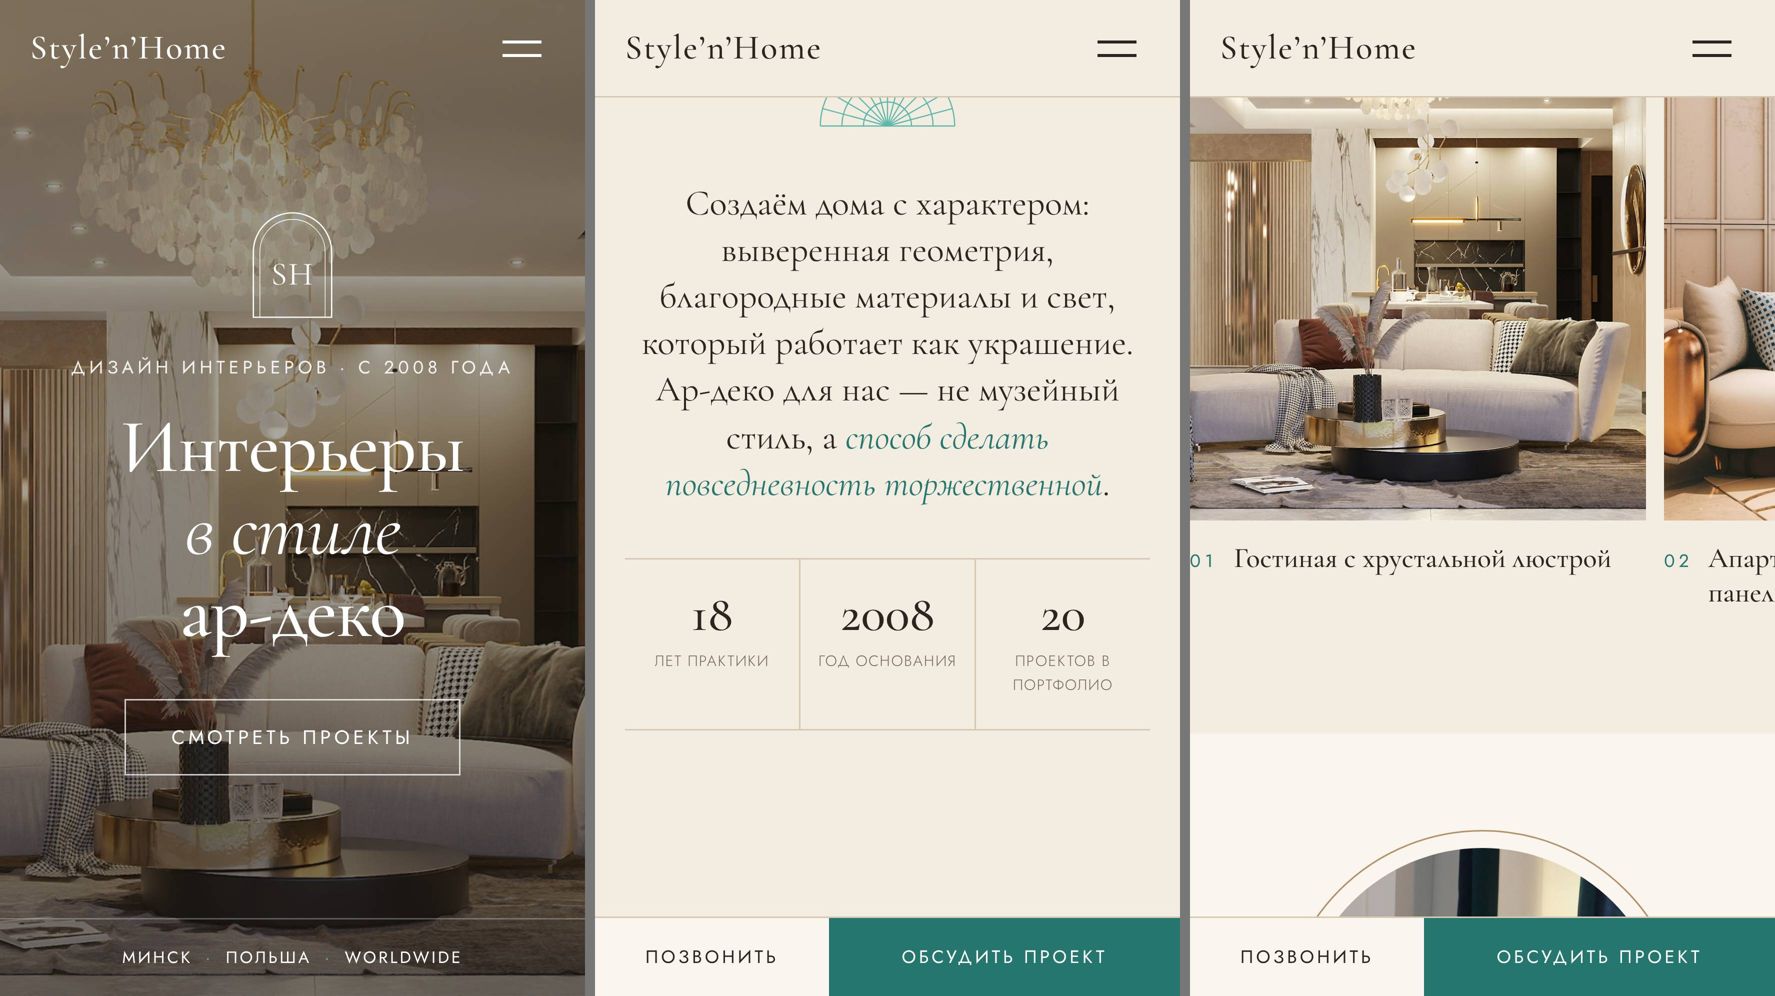 Style’n’Home
SH
ДИЗАЙН ИНТЕРЬЕРОВ · С 2008 ГОДА
Интерьеры
в стиле
ар-деко
СМОТРЕТЬ ПРОЕКТЫ
МИНСК · ПОЛЬША · WORLDWIDE
Style’n’Home
Создаём дома с характером:
выверенная геометрия,
благородные материалы и свет,
который работает как украшение.
Ар-деко для нас — не музейный
стиль, а способ сделать
повседневность торжественной.
18
ЛЕТ ПРАКТИКИ
2008
ГОД ОСНОВАНИЯ
20
ПРОЕКТОВ В
ПОРТФОЛИО
ПОЗВОНИТЬ
ОБСУДИТЬ ПРОЕКТ
Style’n’Home
01 Гостиная с хрустальной люстрой
02
ПОЗВОНИТЬ
ОБСУДИТЬ ПРОЕКТ